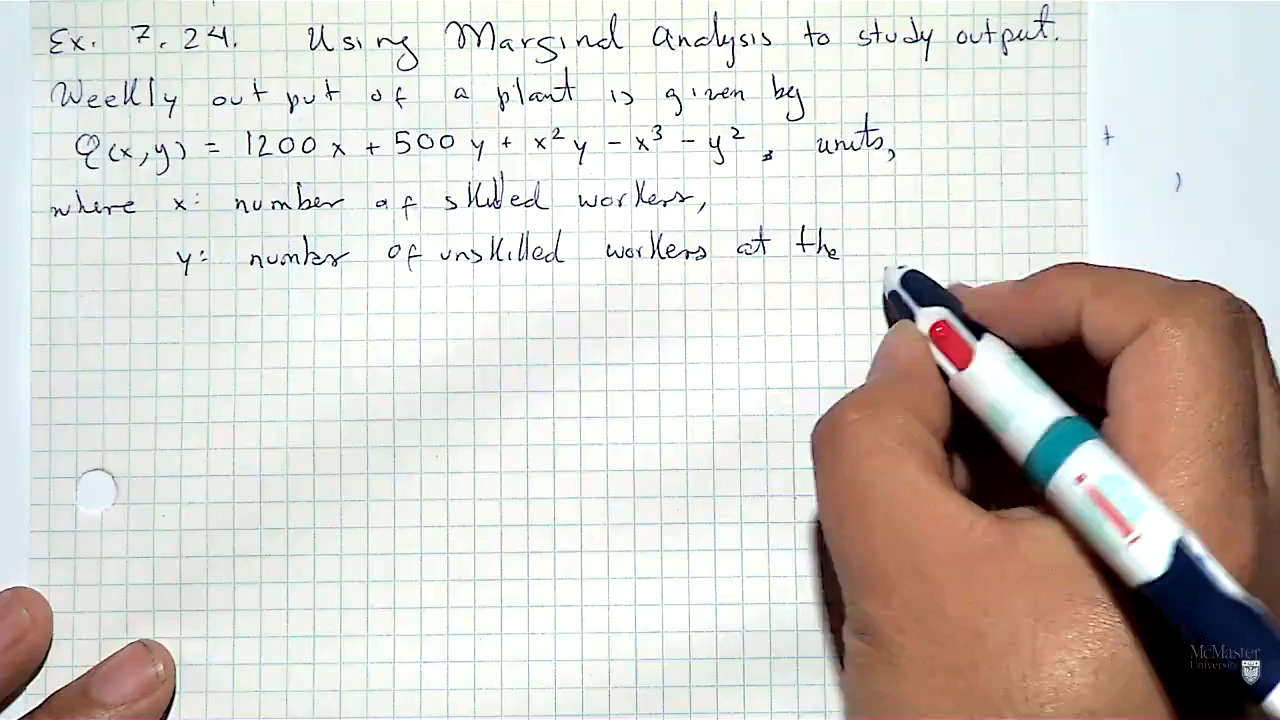 Ex. 7.24. Using Marginal Analysis to study output.
Weekly output of a plant is given by
Q(x,y) = 1200x + 500y + x²y - x³ - y², units,
where x: number of skilled workers,
y: number of unskilled workers at the
McMaster
University